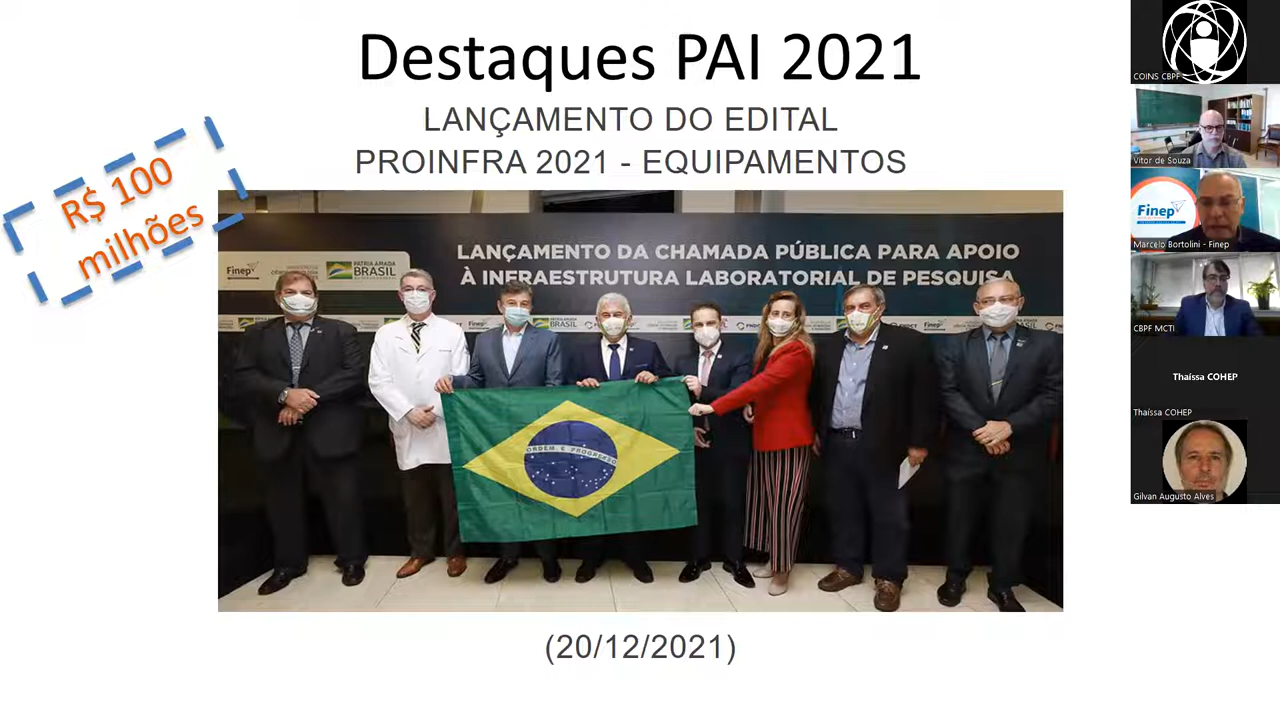 Destaques PAI 2021
LANÇAMENTO DO EDITAL
PROINFRA 2021 - EQUIPAMENTOS
R$ 100
milhões
LANÇAMENTO DA CHAMADA PÚBLICA PARA APOIO
À INFRAESTRUTURA LABORATORIAL DE PESQUISA
Finep
PÁTRIA AMADA
BRASIL
ORDEM E PROGRESSO
(20/12/2021)
COINS CBPF
Vitor de Souza
Finep
Marcelo Bortolini - Finep
CBPF MCTI
Thaíssa COHEP
Thaíssa COHEP
Gilvan Augusto Alves